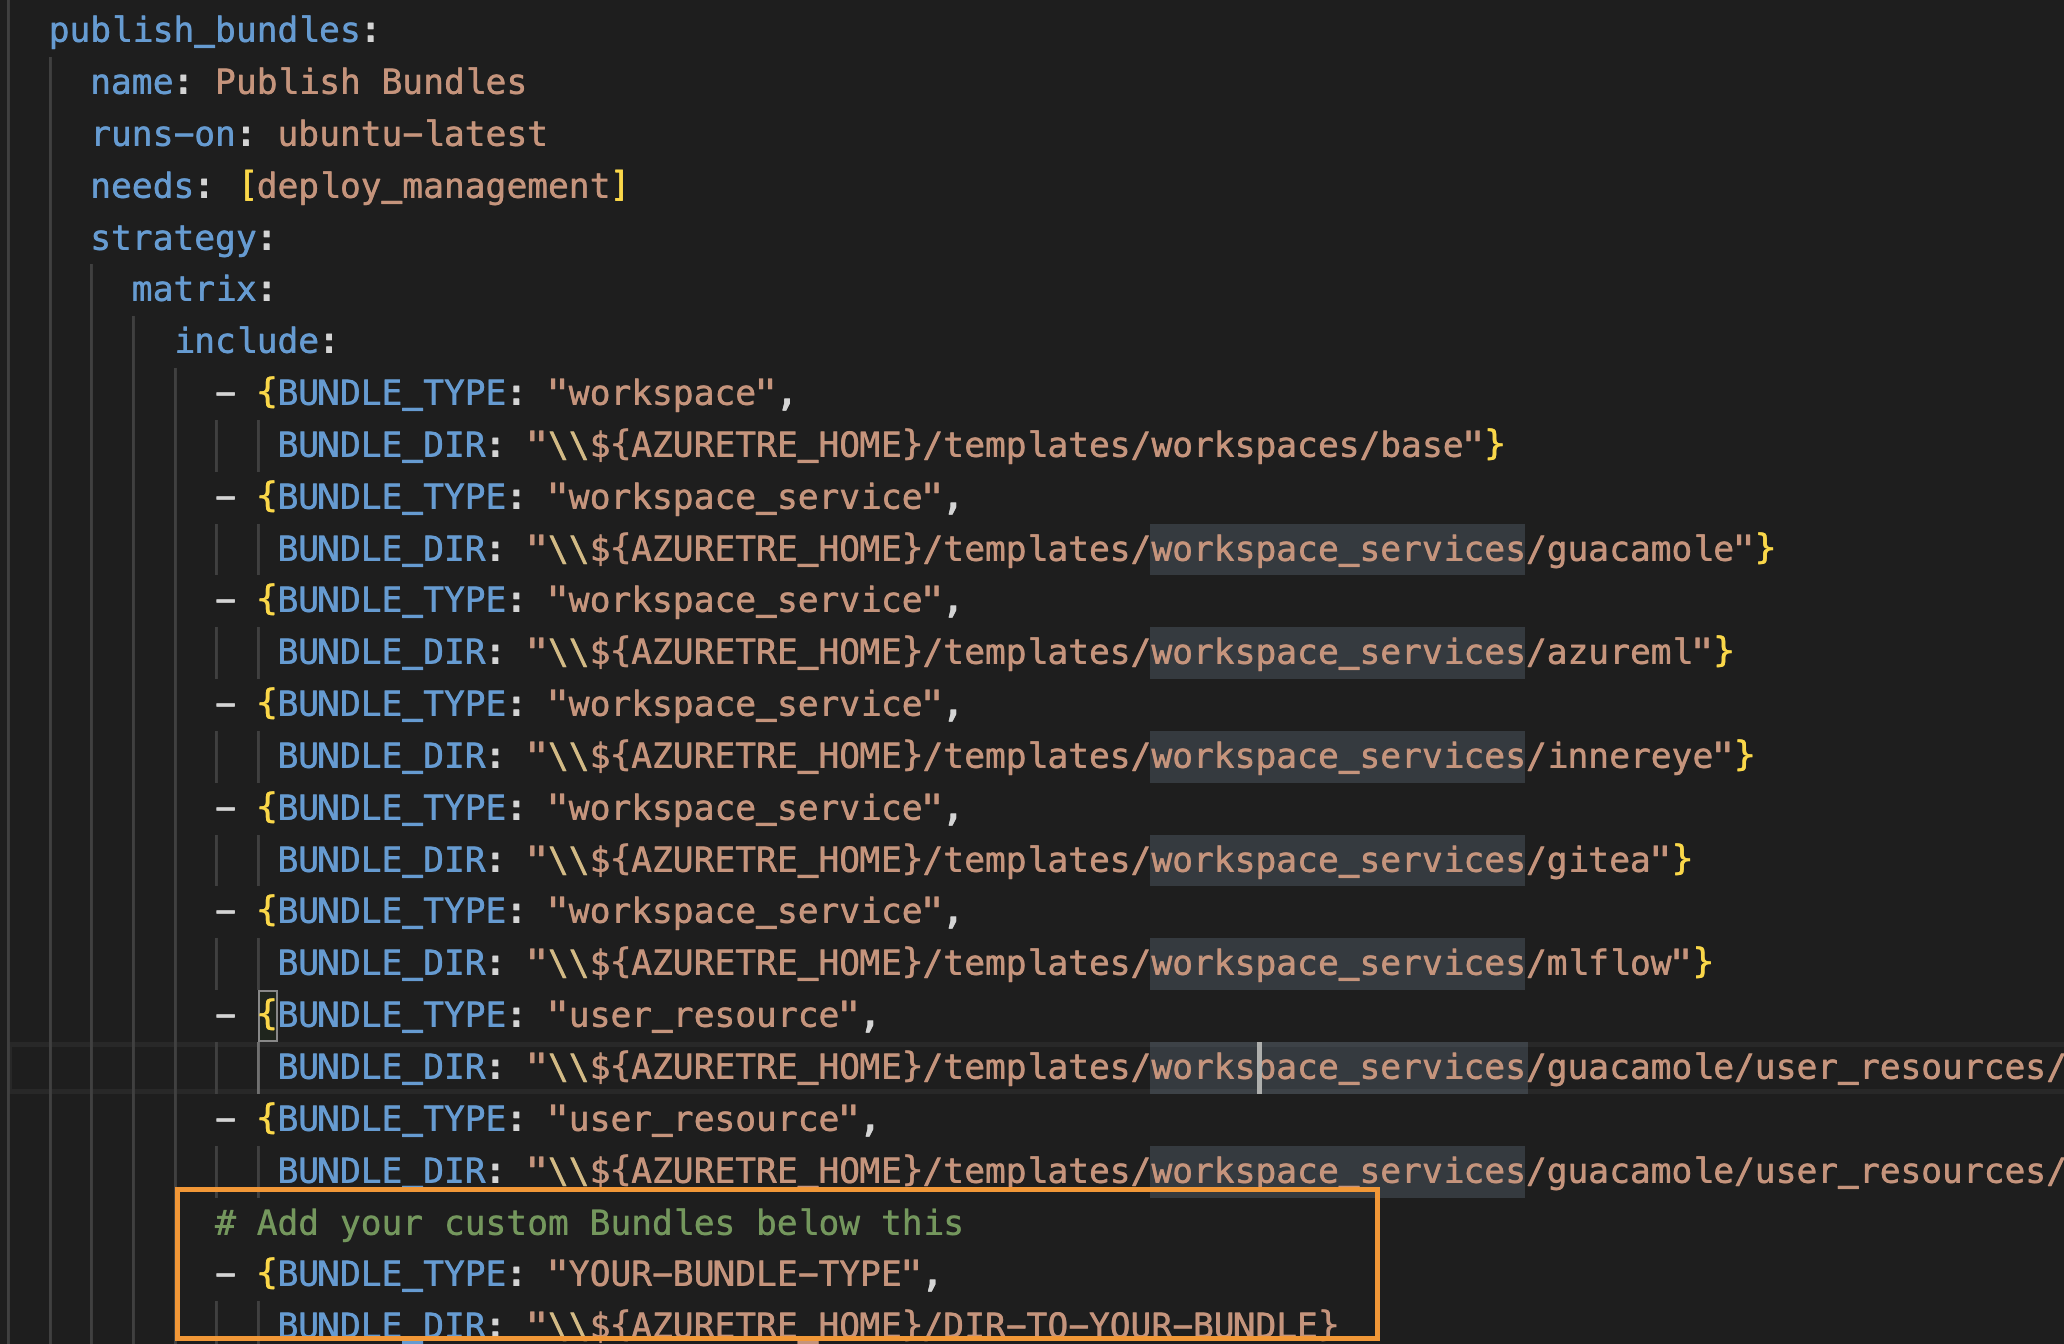 publish_bundles:
name: Publish Bundles
runs-on: ubuntu-latest
needs: [deploy_management]
strategy:
matrix:
include:
- {BUNDLE_TYPE: "workspace",
BUNDLE_DIR: "\\${AZURETRE_HOME}/templates/workspaces/base"}
- {BUNDLE_TYPE: "workspace_service",
BUNDLE_DIR: "\\${AZURETRE_HOME}/templates/workspace_services/guacamole"}
- {BUNDLE_TYPE: "workspace_service",
BUNDLE_DIR: "\\${AZURETRE_HOME}/templates/workspace_services/azureml"}
- {BUNDLE_TYPE: "workspace_service",
BUNDLE_DIR: "\\${AZURETRE_HOME}/templates/workspace_services/innereye"}
- {BUNDLE_TYPE: "workspace_service",
BUNDLE_DIR: "\\${AZURETRE_HOME}/templates/workspace_services/gitea"}
- {BUNDLE_TYPE: "workspace_service",
BUNDLE_DIR: "\\${AZURETRE_HOME}/templates/workspace_services/mlflow"}
- {BUNDLE_TYPE: "user_resource",
BUNDLE_DIR: "\\${AZURETRE_HOME}/templates/workspace_services/guacamole/user_resources/
- {BUNDLE_TYPE: "user_resource",
BUNDLE_DIR: "\\${AZURETRE_HOME}/templates/workspace_services/guacamole/user_resources/
# Add your custom Bundles below this
- {BUNDLE_TYPE: "YOUR-BUNDLE-TYPE",
BUNDLE_DIR: "\\${AZURETRE_HOME}/DIR-TO-YOUR-BUNDLE}